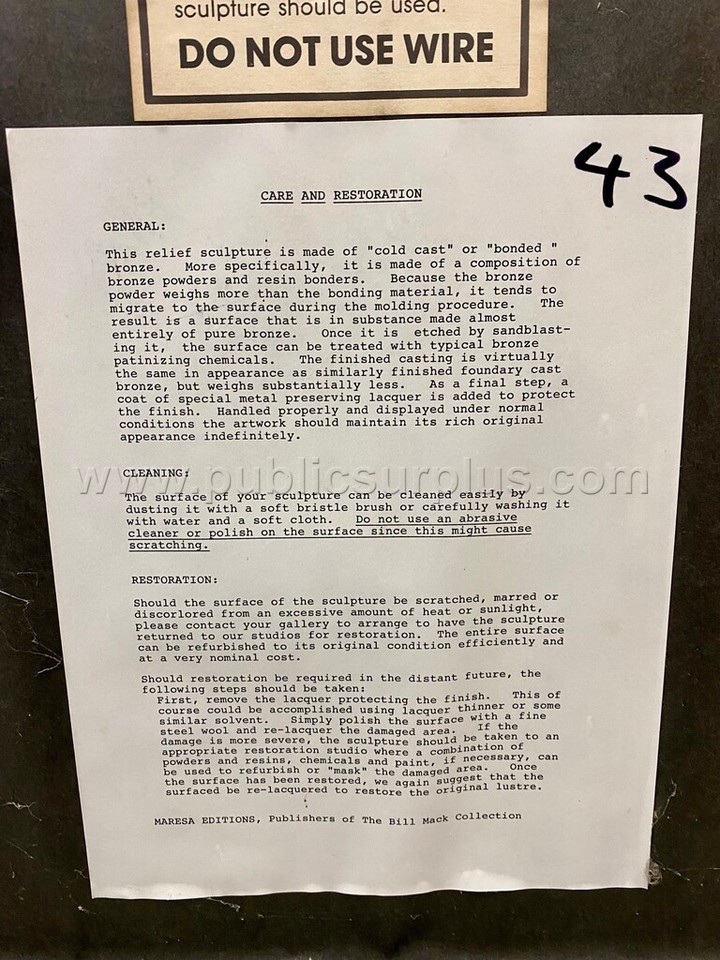 sculpture should be used.
DO NOT USE WIRE
43
CARE AND RESTORATION
GENERAL:
This relief sculpture is made of "cold cast" or "bonded "
bronze. More specifically, it is made of a composition of
bronze powders and resin bonders. Because the bronze
powder weighs more than the bonding material, it tends to
migrate to the surface during the molding procedure. The
result is a surface that is in substance made almost
entirely of pure bronze. Once it is etched by sandblast-
ing it, the surface can be treated with typical bronze
patinizing chemicals. The finished casting is virtually
the same in appearance as similarly finished foundary cast
bronze, but weighs substantially less. As a final step, a
coat of special metal preserving lacquer is added to protect
the finish. Handled properly and displayed under normal
conditions the artwork should maintain its rich original
appearance indefinitely.
CLEANING:
www.publicsurplus.com
The surface of your sculpture can be cleaned easily by
dusting it with a soft bristle brush or carefully washing it
with water and a soft cloth. Do not use an abrasive
cleaner or polish on the surface since this might cause
scratching.
RESTORATION:
Should the surface of the sculpture be scratched, marred or
discorlored from an excessive amount of heat or sunlight,
please contact your gallery to arrange to have the sculpture
returned to our studios for restoration. The entire surface
can be refurbished to its original condition efficiently and
at a very nominal cost.
Should restoration be required in the distant future, the
following steps should be taken:
First, remove the lacquer protecting the finish. This of
course could be accomplished using lacquer thinner or some
similar solvent. Simply polish the surface with a fine
steel wool and re-lacquer the damaged area. If the
damage is more severe, the sculpture should be taken to an
appropriate restoration studio where a combination of
powders and resins, chemicals and paint, if necessary, can
be used to refurbish or "mask" the damaged area. Once
the surface has been restored, we again suggest that the
surfaced be re-lacquered to restore the original lustre.
MARESA EDITIONS, Publishers of The Bill Mack Collection